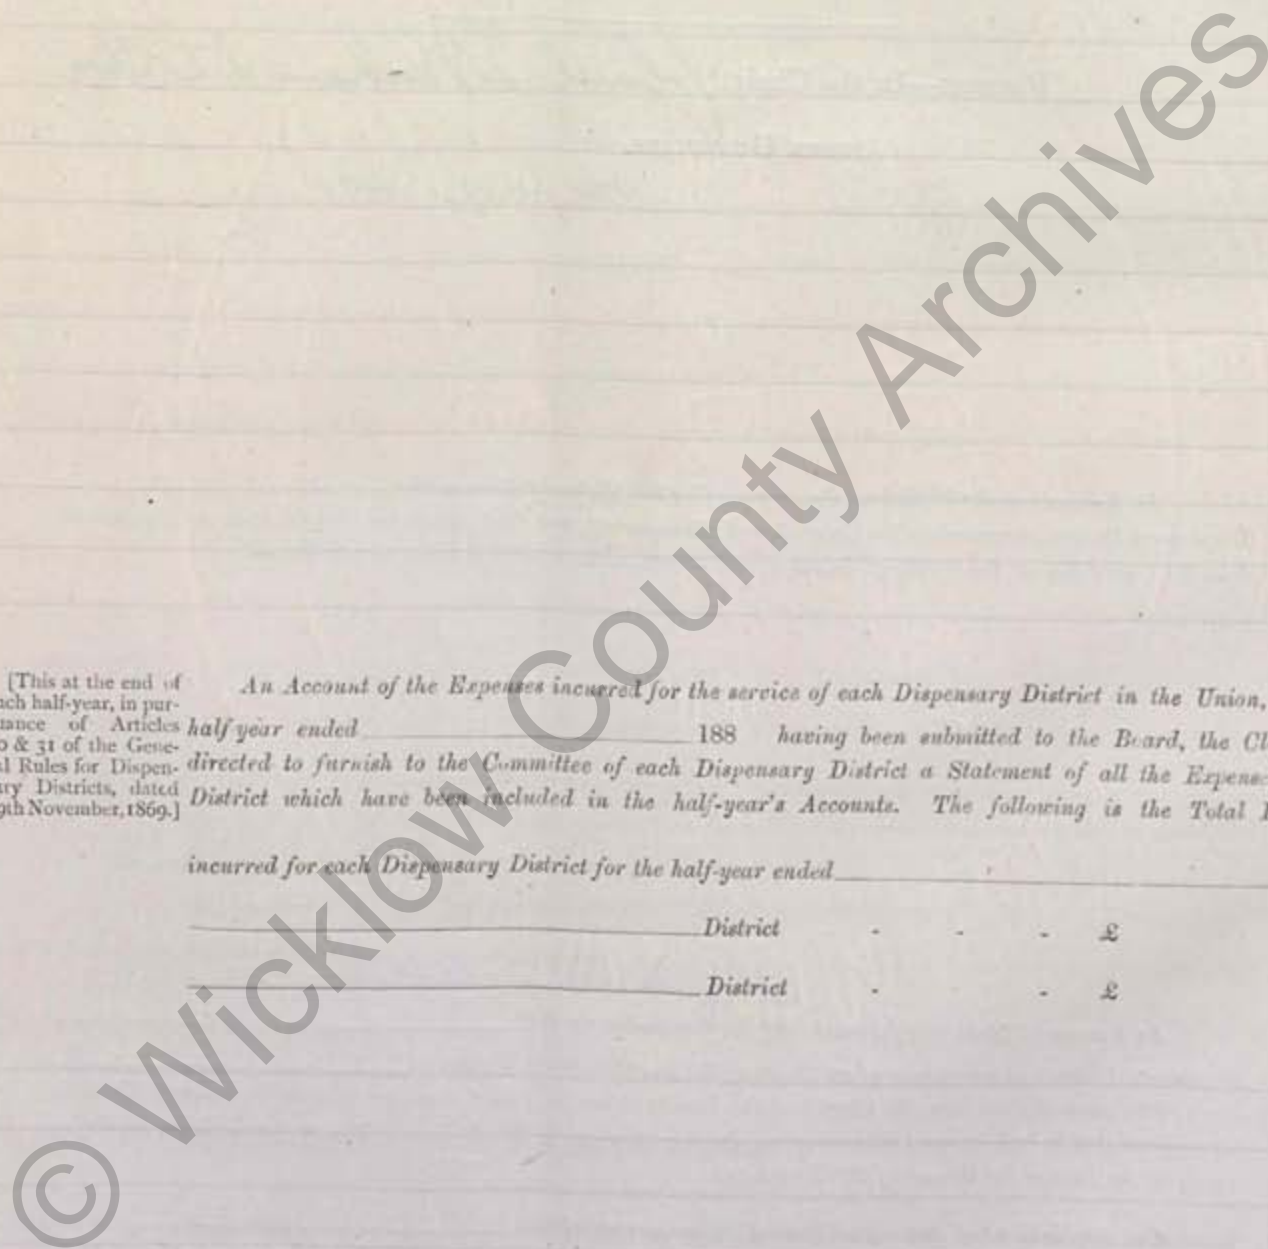 [This at the end of
ach half-year, in pur-
ance of Articles
0 & 31 of the Gene-
al Rules for Dispen-
ary Districts, dated
9th November, 1869.]
An Account of the Expenses incurred for the service of each Dispensary District in the Union,
half year ended 188 having been submitted to the Board, the Cl
directed to furnish to the Committee of each Dispensary District a Statement of all the Expense
District which have been included in the half-year's Accounts. The following is the Total
incurred for each Dispensary District for the half-year ended
District - - - £
District - - £
© Wicklow County Archives